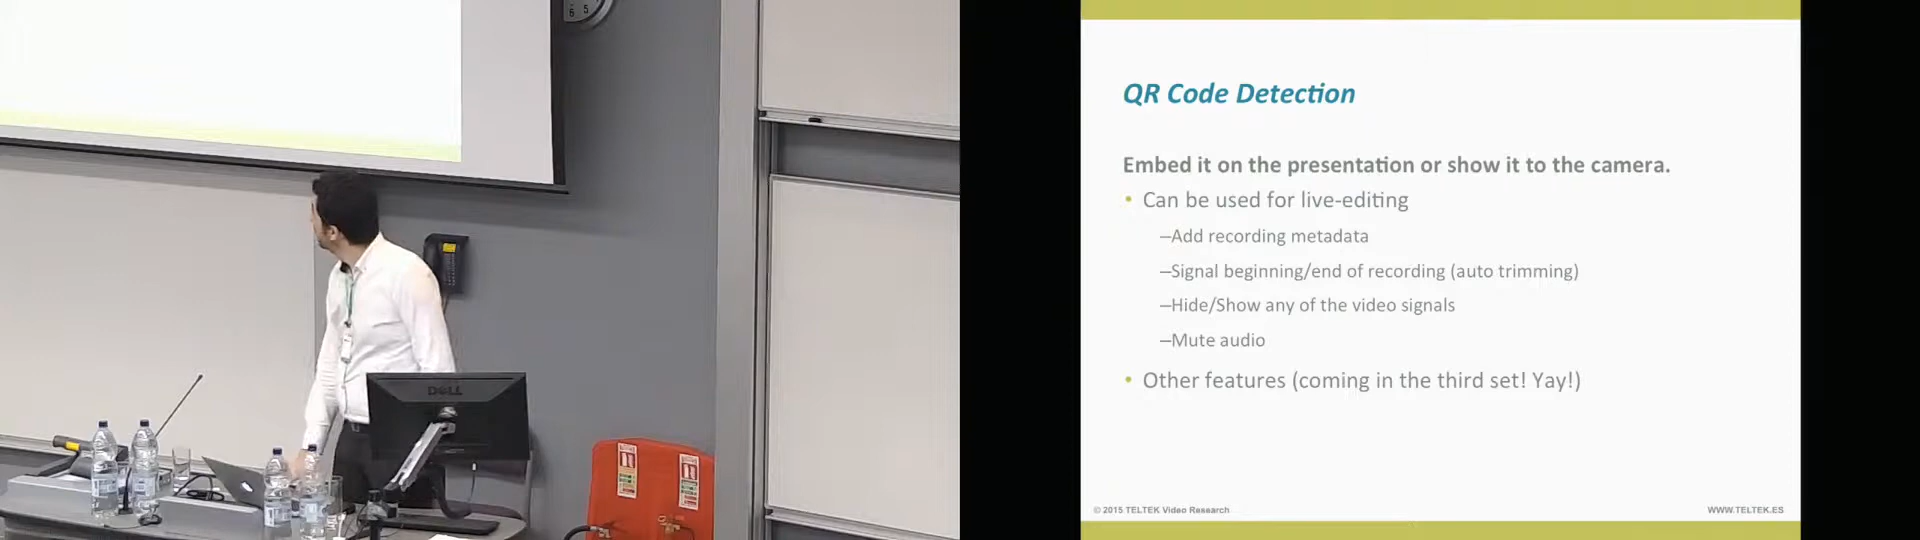 6 5
DELL
QR Code Detection
Embed it on the presentation or show it to the camera.
• Can be used for live-editing
–Add recording metadata
–Signal beginning/end of recording (auto trimming)
–Hide/Show any of the video signals
–Mute audio
• Other features (coming in the third set! Yay!)
© 2015 TELTEK Video Research
WWW.TELTEK.ES